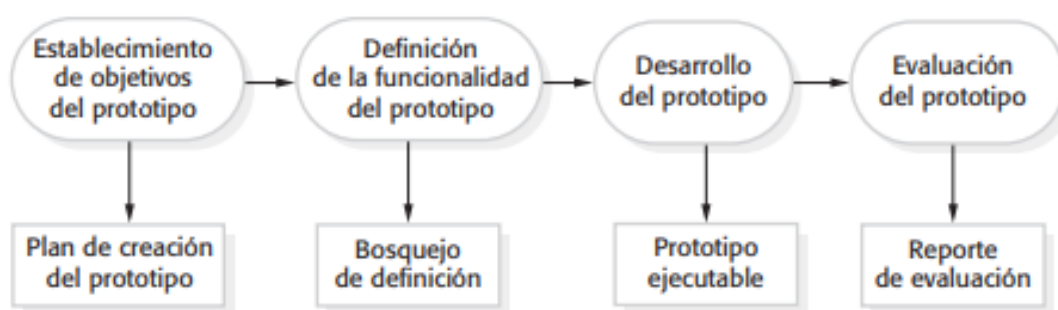 Establecimiento
de objetivos
del prototipo
Definición
de la funcionalidad
del prototipo
Desarrollo
del prototipo
Evaluación
del prototipo
Plan de creación
del prototipo
Bosquejo
de definición
Prototipo
ejecutable
Reporte
de evaluación